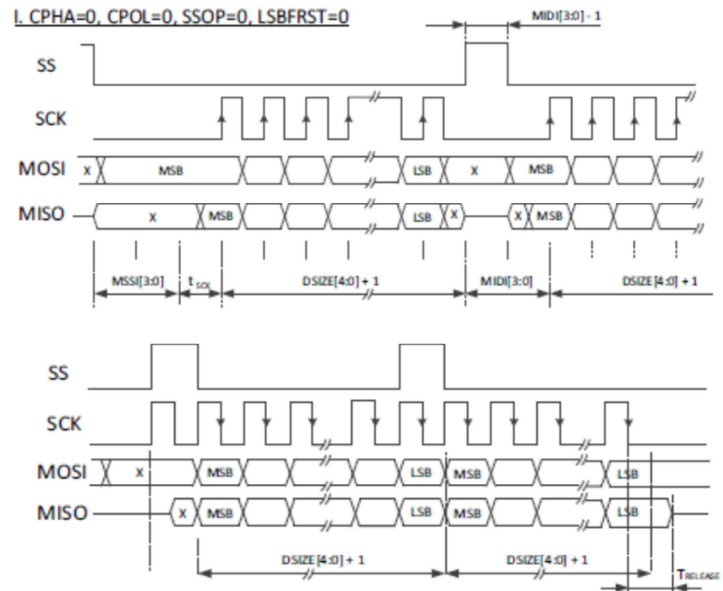 I. CPHA=0, CPOL=0, SSOP=0, LSBFRST=0
MIDI[3:0] - 1
SS
SCK
MOSI X MSB LSB X MSB
MISO X MSB LSB X X MSB
MSSI[3:0] tSCK DSIZE[4:0] + 1 MIDI[3:0] DSIZE[4:0] + 1
SS
SCK
MOSI X MSB LSB MSB LSB
MISO X MSB LSB MSB LSB
DSIZE[4:0] + 1 DSIZE[4:0] + 1 TRELEASE